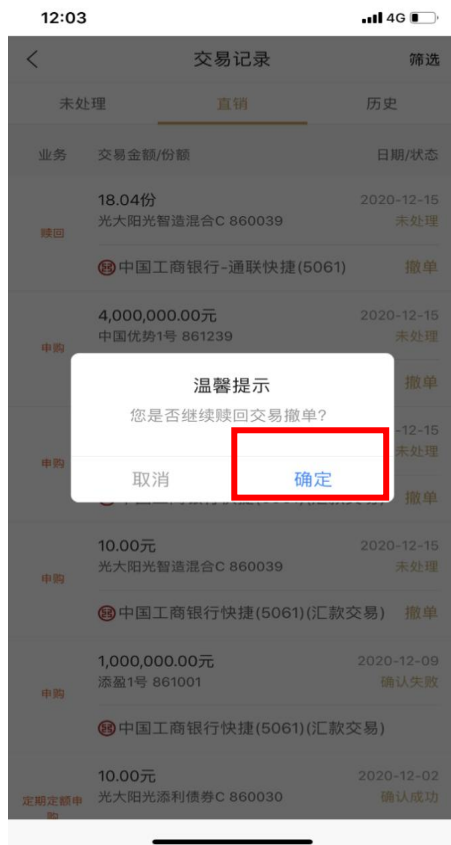 12:03
4G
交易记录
筛选
未处理
直销
历史
业务
交易金额/份额
日期/状态
18.04份
2020-12-15
光大阳光智造混合C 860039
未处理
赎回
中国工商银行-通联快捷(5061)
撤单
4,000,000.00元
2020-12-15
中国优势1号 861239
未处理
申购
撤单
温馨提示
您是否继续赎回交易撤单?
-12-15
未处理
申购
取消
确定
撤单
10.00元
2020-12-15
光大阳光智造混合C 860039
未处理
申购
中国工商银行快捷(5061)(汇款交易)
撤单
1,000,000.00元
2020-12-09
添盈1号 861001
确认失败
申购
中国工商银行快捷(5061)(汇款交易)
10.00元
2020-12-02
光大阳光添利债券C 860030
确认成功
定期定额申
购